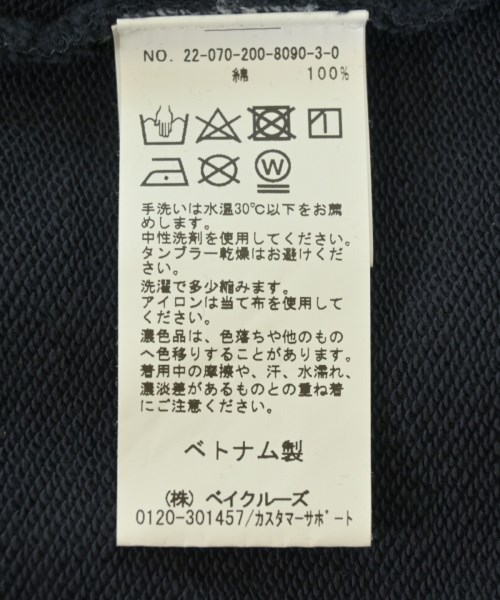 NO. 22-070-200-8090-3-0
綿 100%
W
手洗いは水温30℃以下をお薦
めします。
中性洗剤を使用してください。
タンブラー乾燥はお避けくだ
さい。
洗濯で多少縮みます。
アイロンは当て布を使用して
ください。
濃色品は、色落ちや他のもの
へ色移りすることがあります。
着用中の摩擦や、汗、水濡れ、
濃淡差があるものとの重ね着
にご注意ください。
ベトナム製
(株) ベイクルーズ
0120-301457/カスタマーサポート